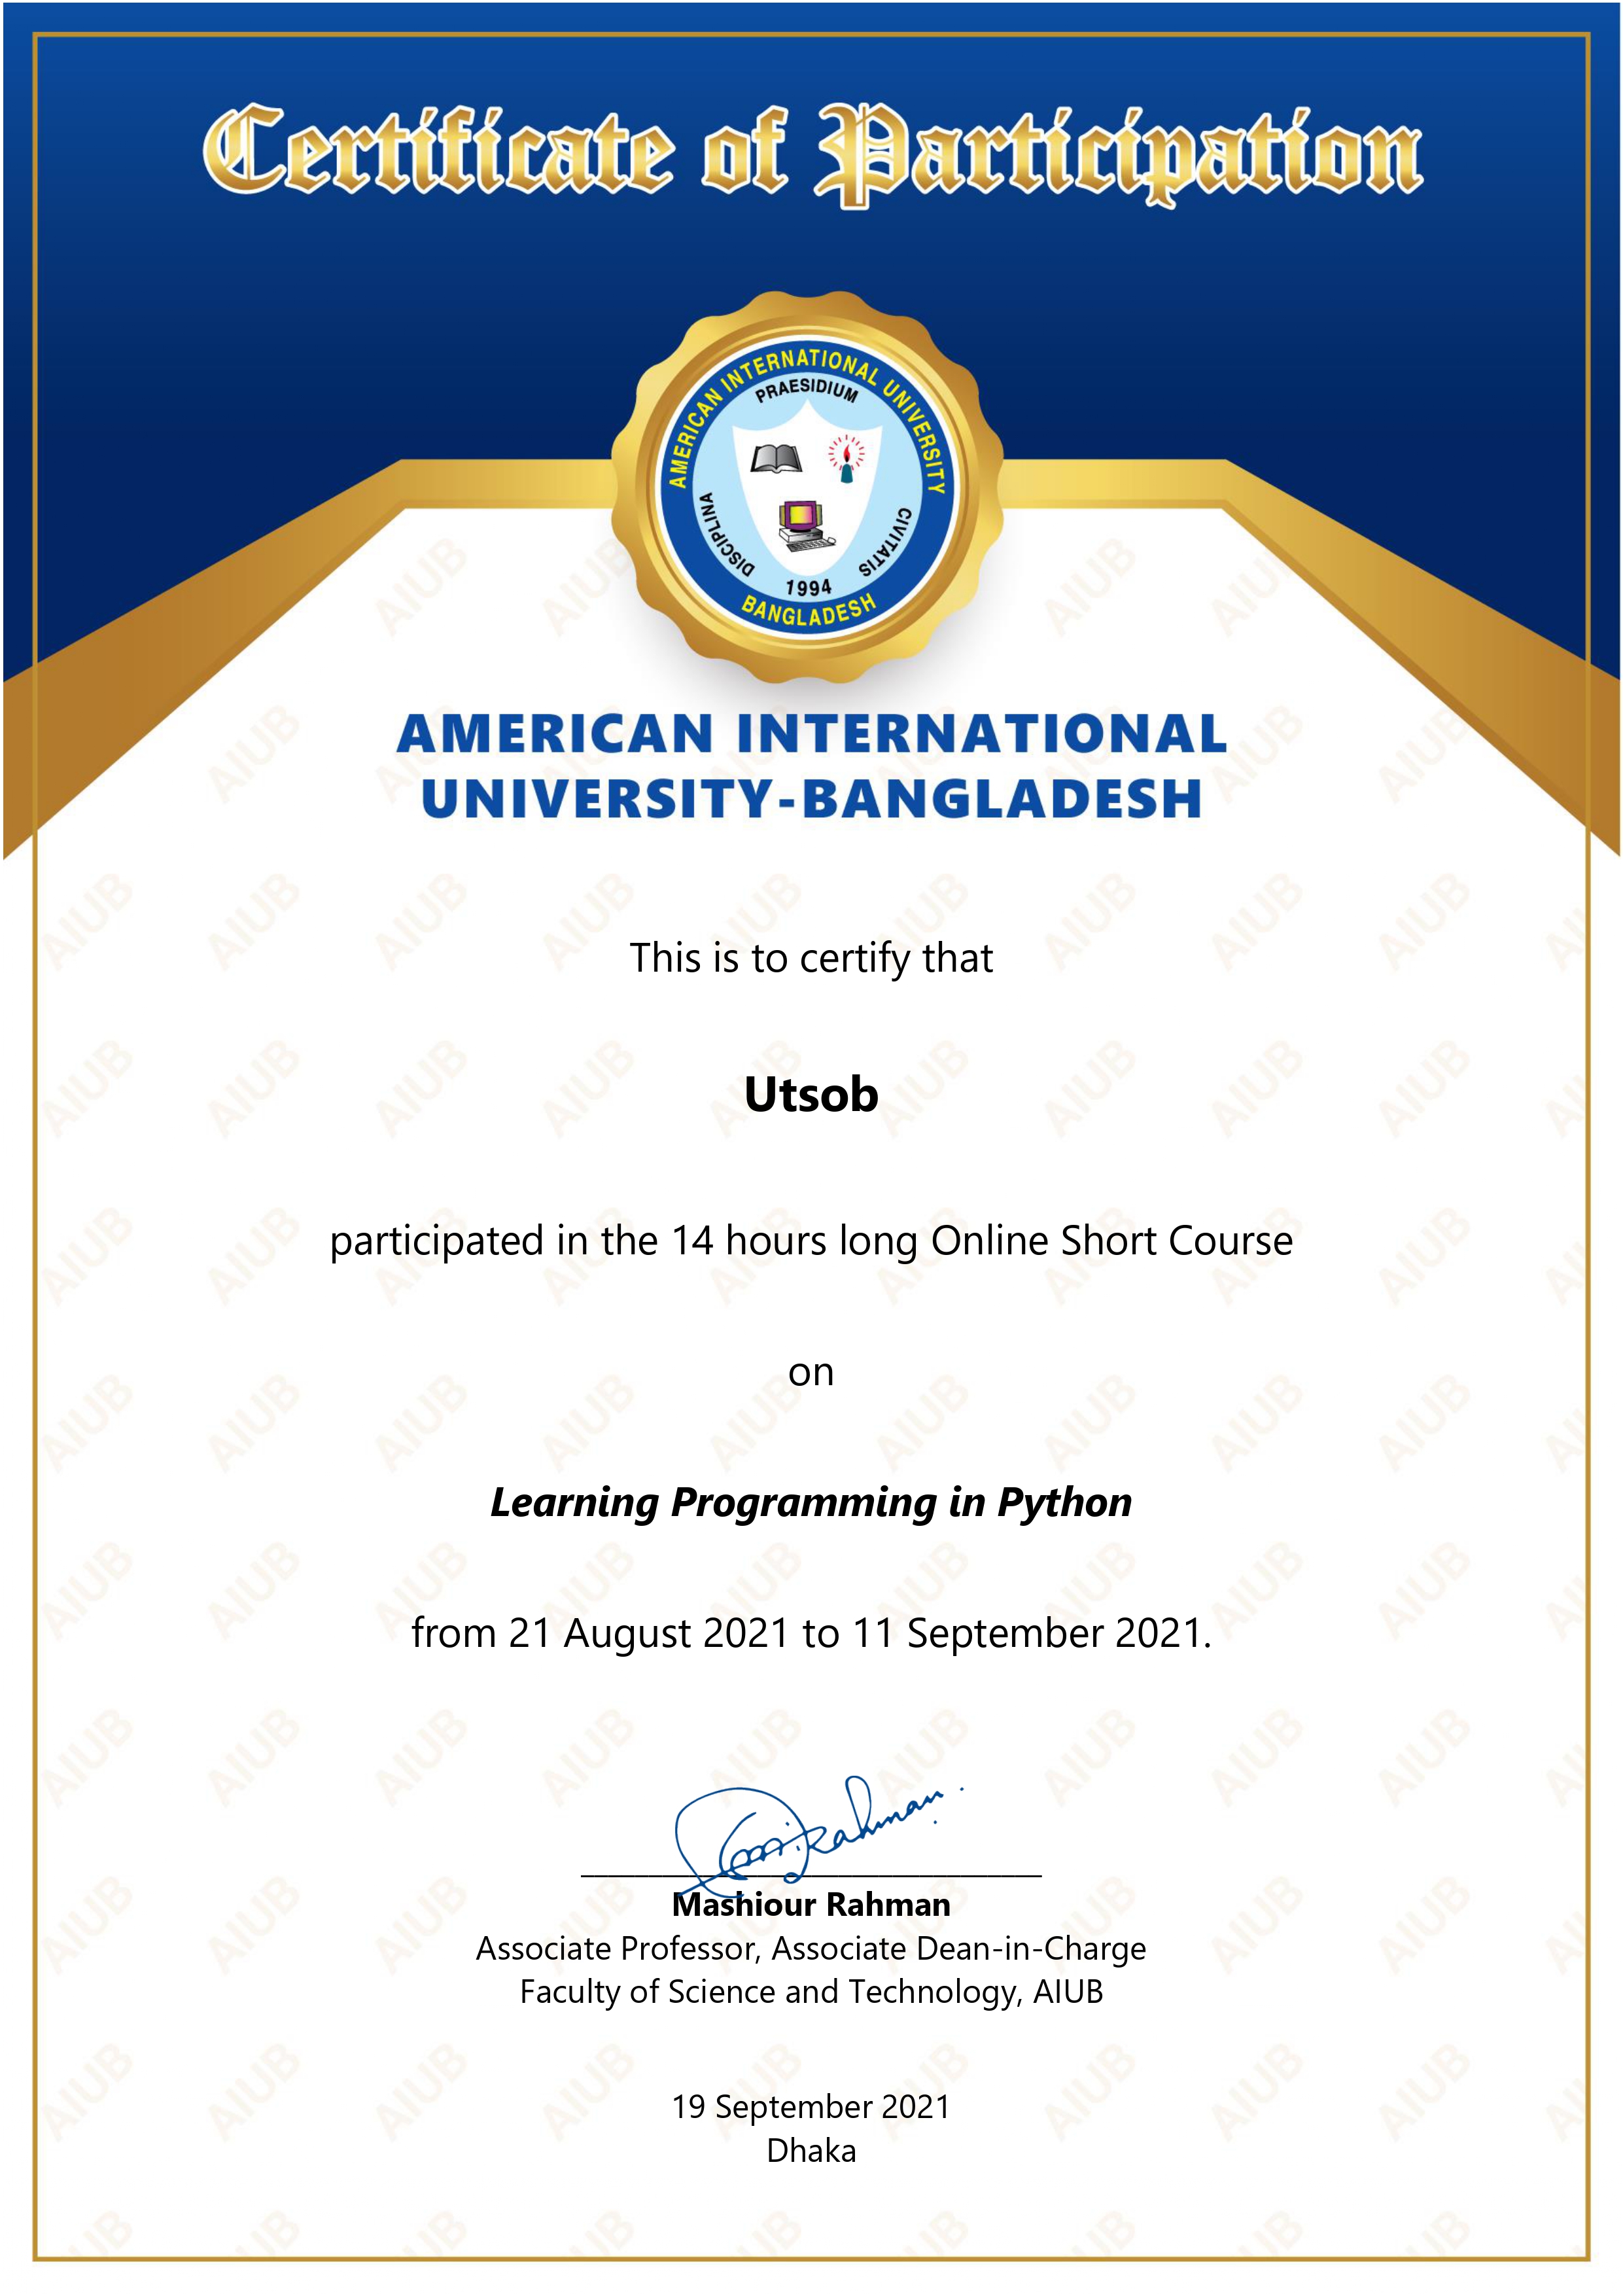 Certificate of Participation
AMERICAN INTERNATIONAL UNIVERSITY
PRAESIDIUM
DISCIPLINA
CIVITATIS
1994
BANGLADESH
AMERICAN INTERNATIONAL
UNIVERSITY-BANGLADESH
This is to certify that
Utsob
participated in the 14 hours long Online Short Course
on
Learning Programming in Python
from 21 August 2021 to 11 September 2021.
Mashiour Rahman
Associate Professor, Associate Dean-in-Charge
Faculty of Science and Technology, AIUB
19 September 2021
Dhaka